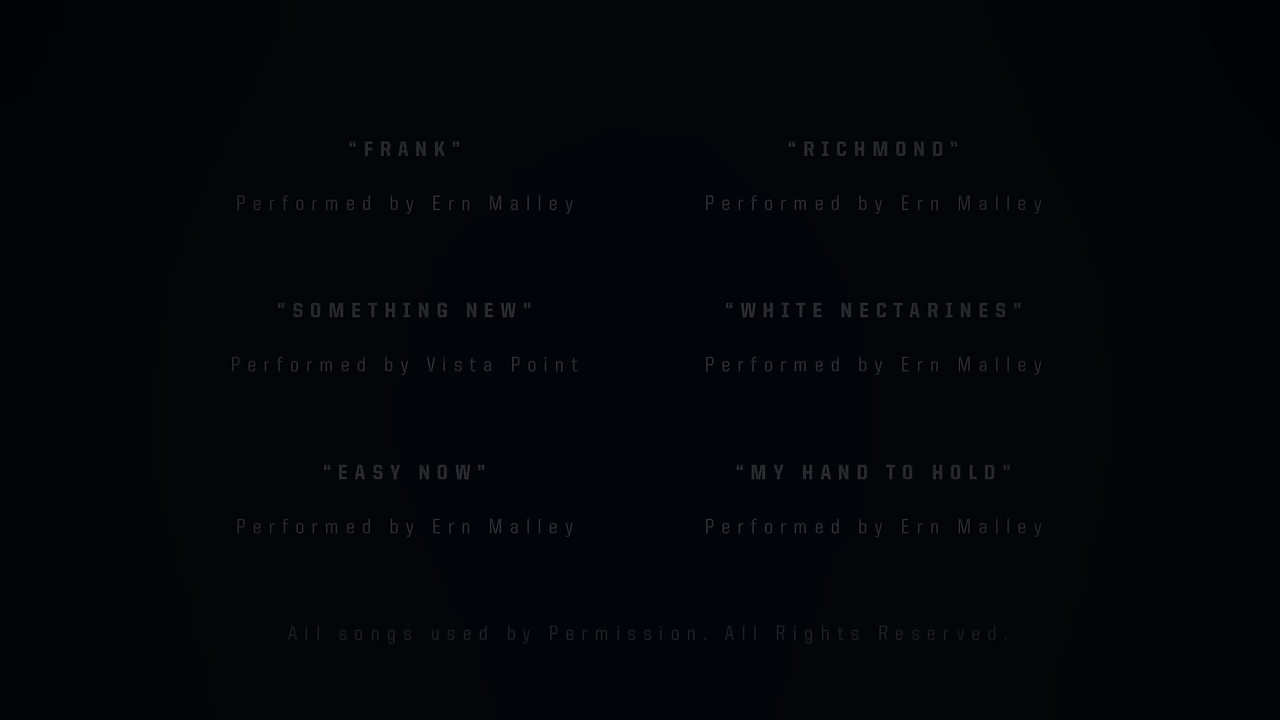 “FRANK”
Performed by Ern Malley
“RICHMOND”
Performed by Ern Malley
“SOMETHING NEW”
Performed by Vista Point
“WHITE NECTARINES”
Performed by Ern Malley
“EASY NOW”
Performed by Ern Malley
“MY HAND TO HOLD”
Performed by Ern Malley
All songs used by Permission. All Rights Reserved.